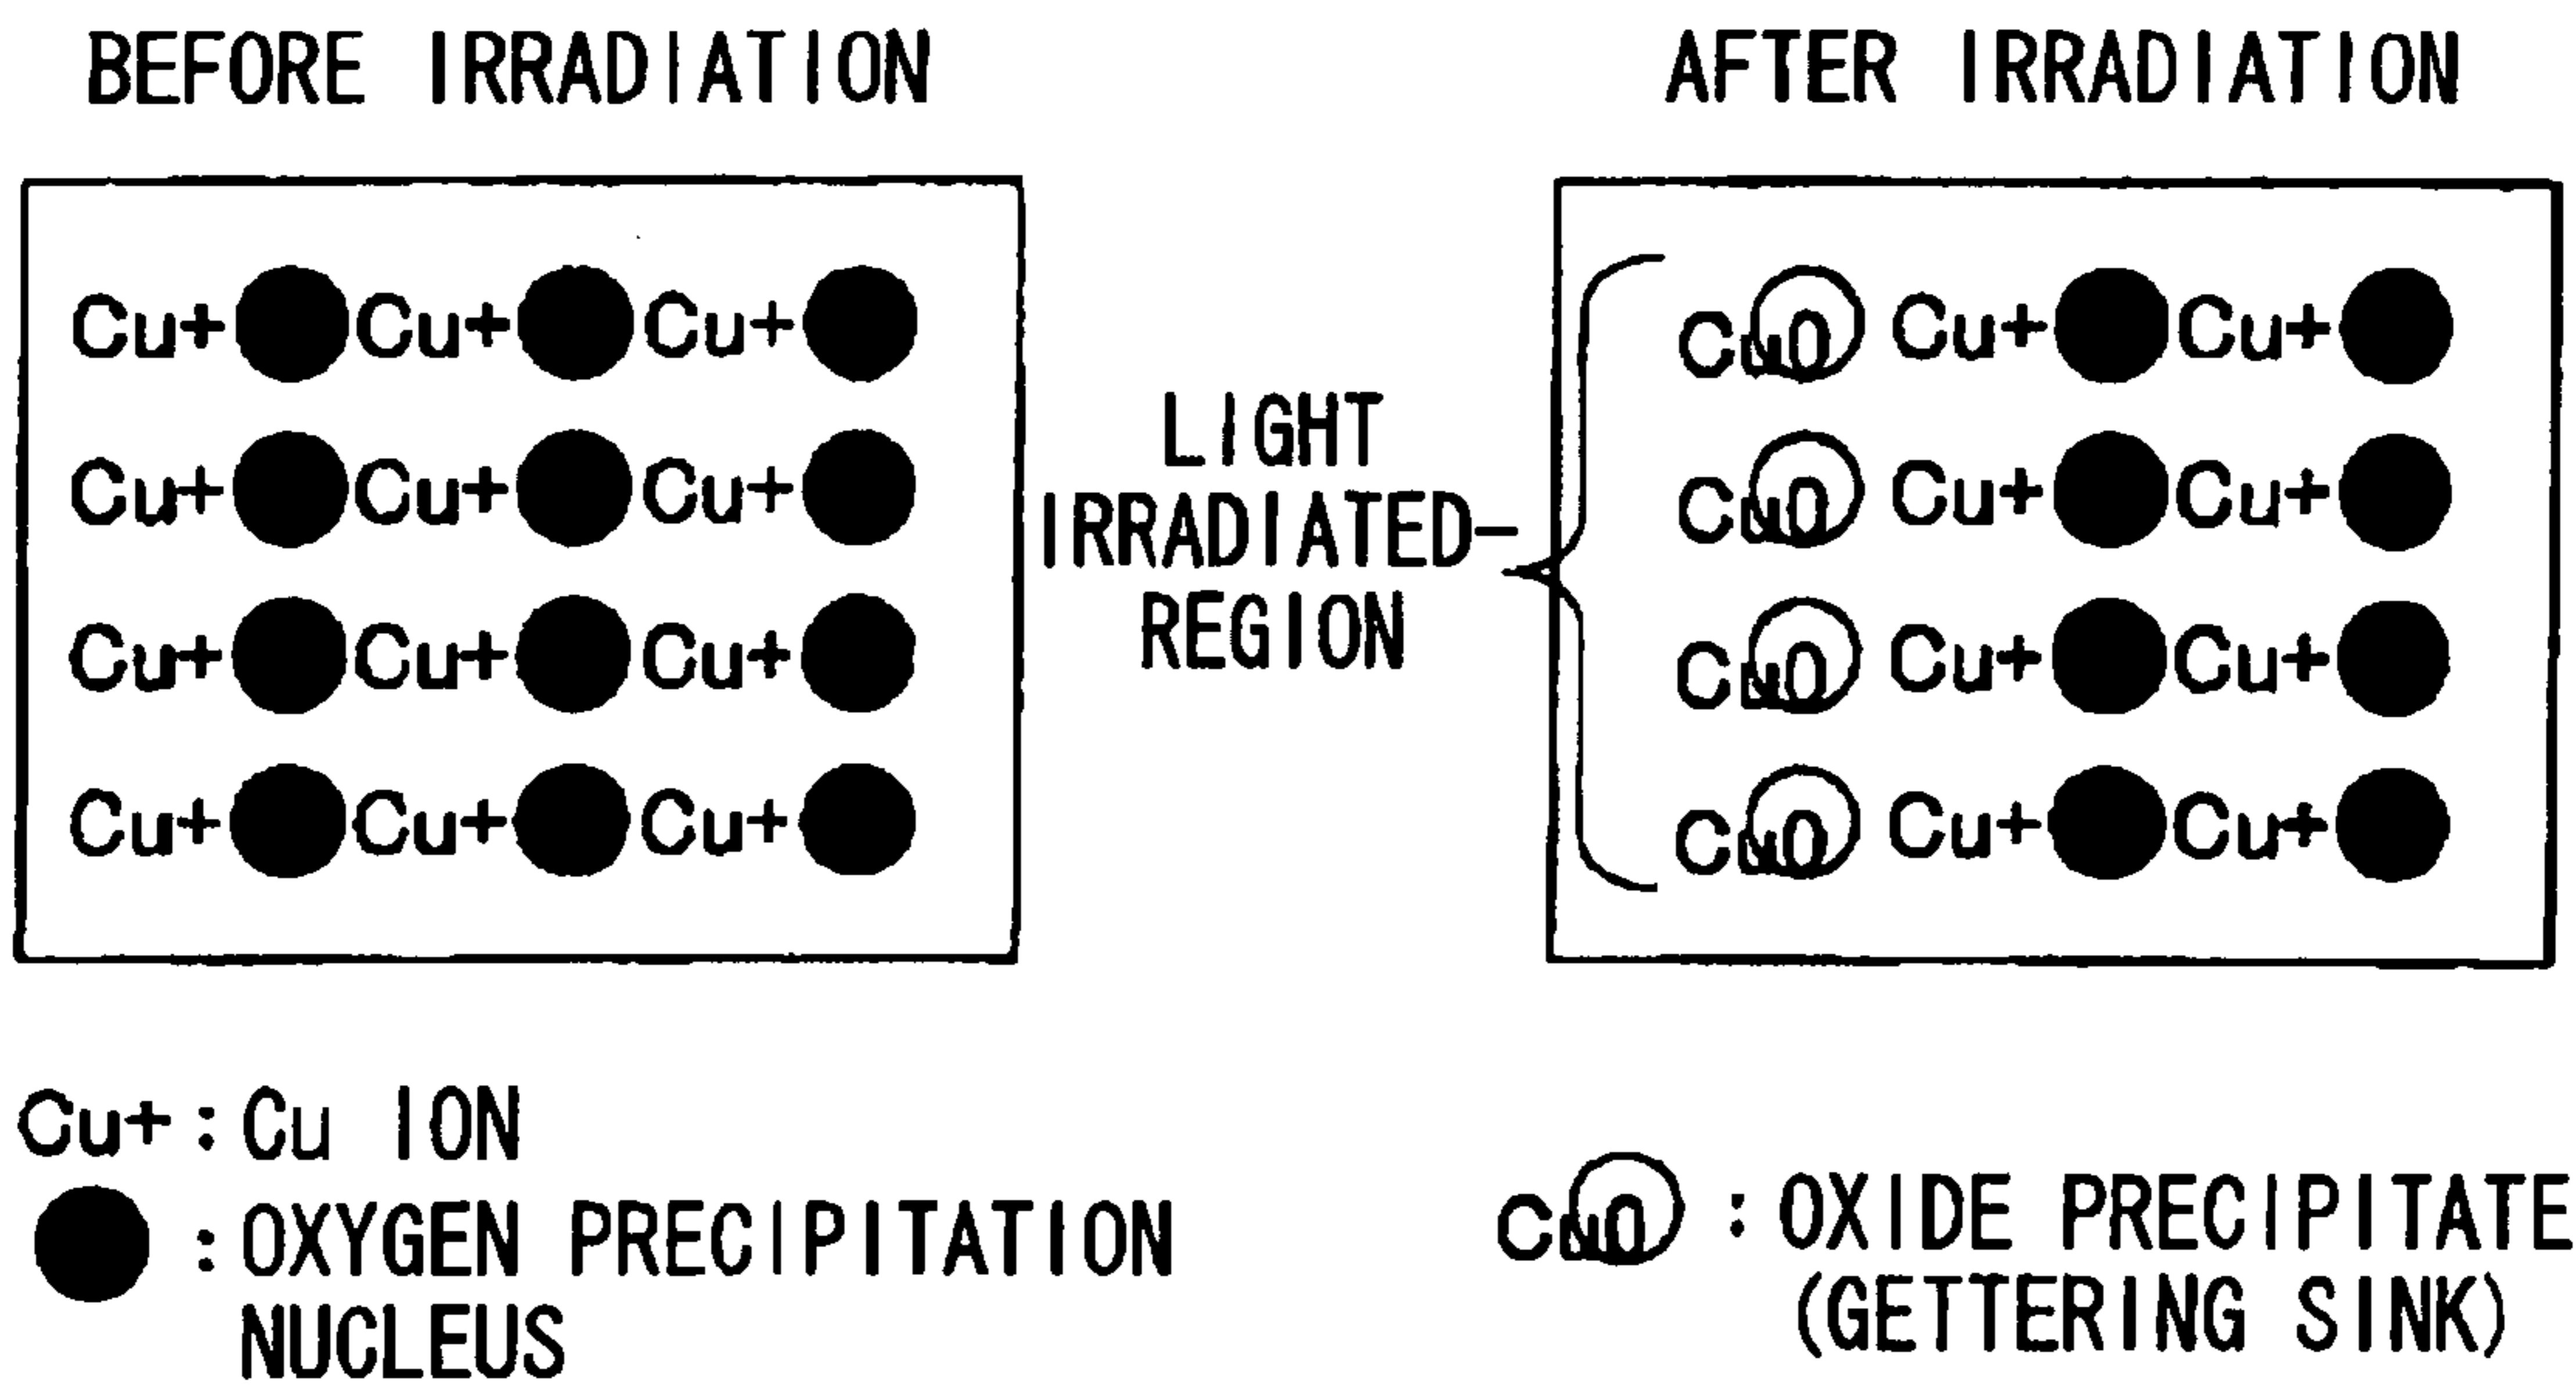 BEFORE IRRADIATION
Cu+ Cu+ Cu+
Cu+ Cu+ Cu+
Cu+ Cu+ Cu+
Cu+ Cu+ Cu+
LIGHT
IRRADIATED-
REGION
AFTER IRRADIATION
CuO Cu+ Cu+
CuO Cu+ Cu+
CuO Cu+ Cu+
CuO Cu+ Cu+
Cu+ : Cu ION
: OXYGEN PRECIPITATION
NUCLEUS
CuO : OXIDE PRECIPITATE
(GETTERING SINK)